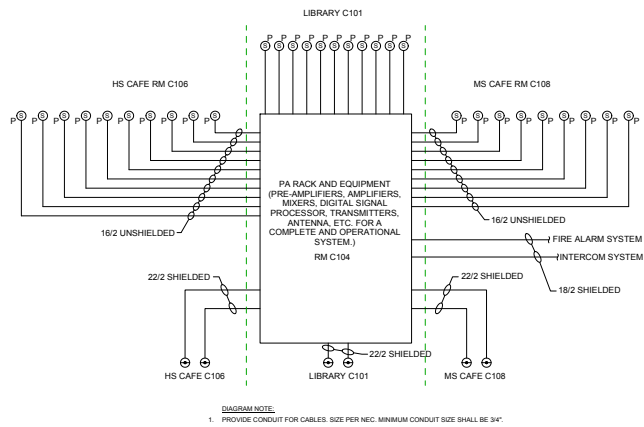 LIBRARY C101
P P P P P P P P P P P
S S S S S S S S S S S
HS CAFE RM C106
MS CAFE RM C108
P S P S P S P S P S P S P S P S P S P S
S P S P S P S P S P S P S P S P S P
PA RACK AND EQUIPMENT
(PRE-AMPLIFIERS, AMPLIFIERS,
MIXERS, DIGITAL SIGNAL
PROCESSOR, TRANSMITTERS,
ANTENNA, ETC. FOR A
COMPLETE AND OPERATIONAL
SYSTEM.)
RM C104
16/2 UNSHIELDED
16/2 UNSHIELDED
FIRE ALARM SYSTEM
INTERCOM SYSTEM
18/2 SHIELDED
22/2 SHIELDED
22/2 SHIELDED
22/2 SHIELDED
HS CAFE C106
LIBRARY C101
MS CAFE C108
DIAGRAM NOTE:
1. PROVIDE CONDUIT FOR CABLES, SIZE PER NEC. MINIMUM CONDUIT SIZE SHALL BE 3/4".